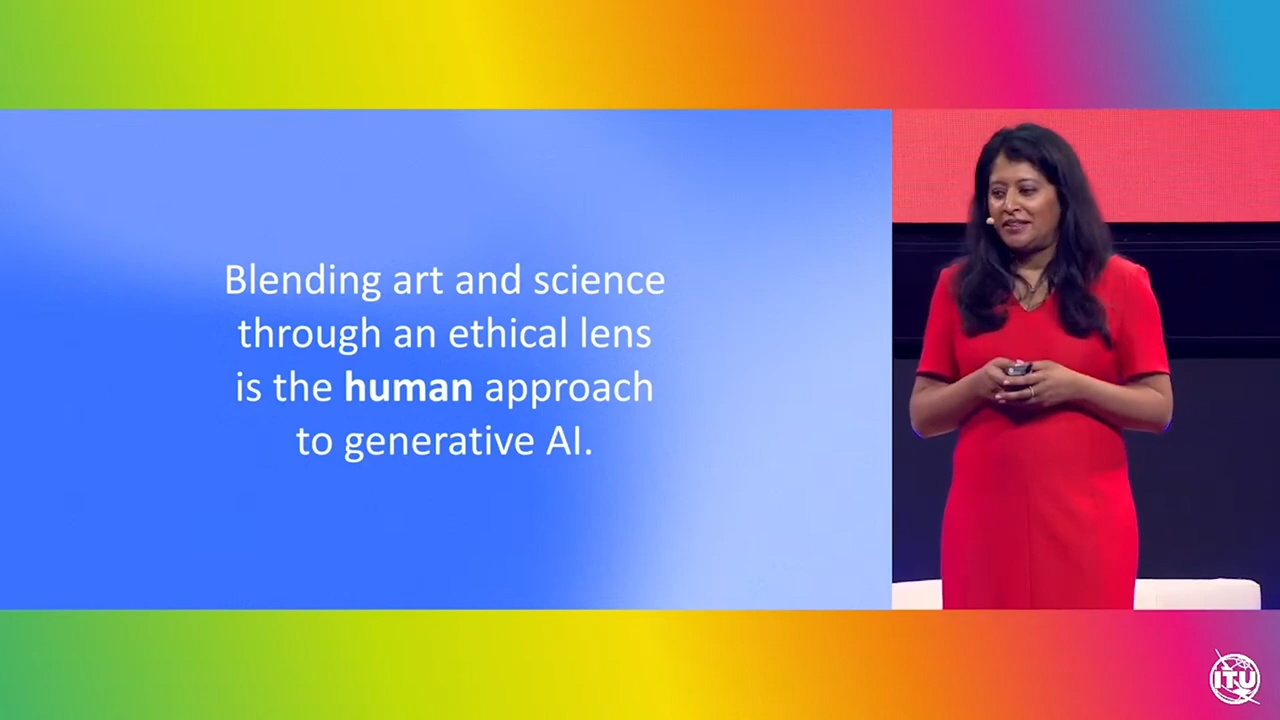 Blending art and science
through an ethical lens
is the human approach
to generative AI.
ITU